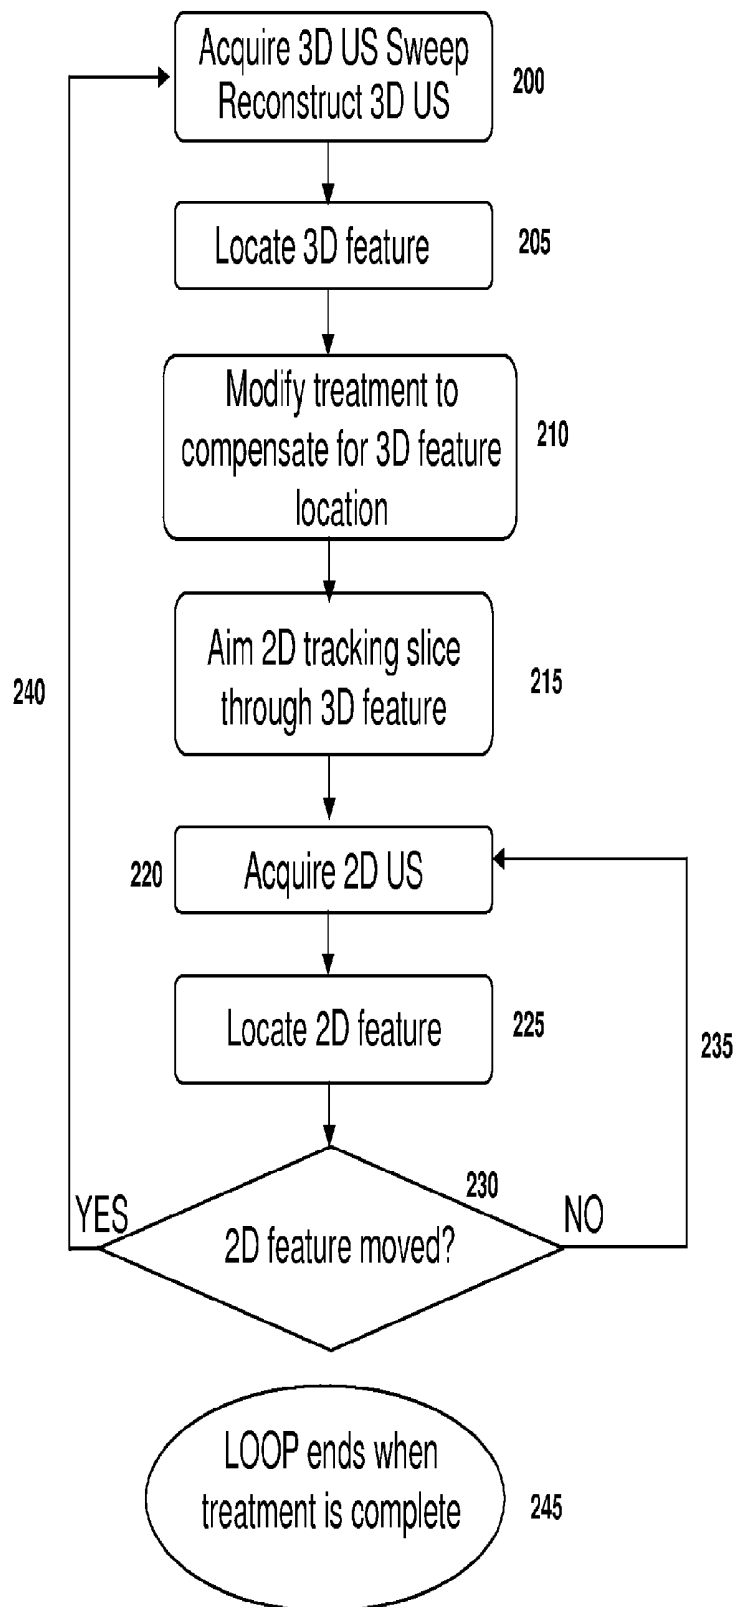 Acquire 3D US Sweep
Reconstruct 3D US
200
Locate 3D feature
205
Modify treatment to
compensate for 3D feature
location
210
Aim 2D tracking slice
through 3D feature
215
240
220
Acquire 2D US
Locate 2D feature
225
235
230
YES
NO
2D feature moved?
LOOP ends when
treatment is complete
245